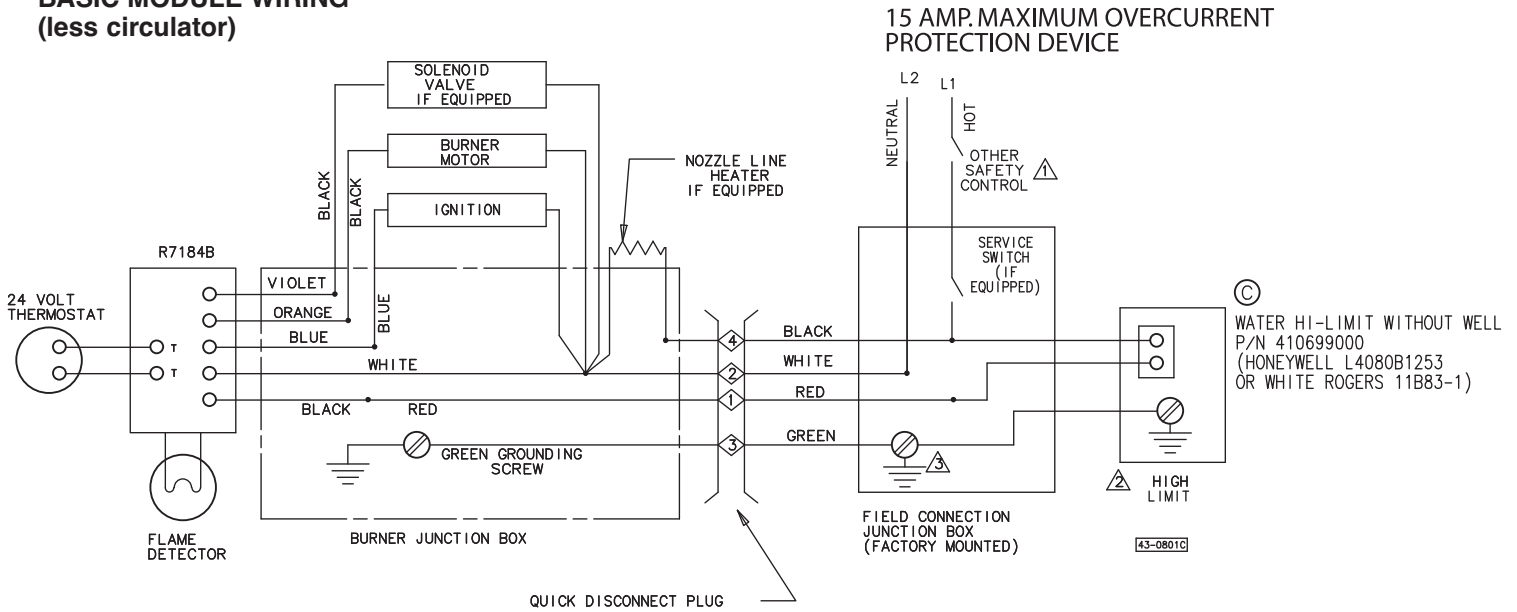 BASIC MODULE WIRING
(less circulator)
15 AMP. MAXIMUM OVERCURRENT
PROTECTION DEVICE
SOLENOID
VALVE
IF EQUIPPED
BURNER
MOTOR
IGNITION
BLACK
BLACK
NOZZLE LINE
HEATER
IF EQUIPPED
L2
L1
NEUTRAL
HOT
OTHER
SAFETY
CONTROL
1
SERVICE
SWITCH
(IF
EQUIPPED)
R7184B
24 VOLT
THERMOSTAT
T
T
VIOLET
ORANGE
BLUE
BLUE
WHITE
BLACK
RED
GREEN GROUNDING
SCREW
4
2
1
3
BLACK
WHITE
RED
GREEN
3
C
WATER HI-LIMIT WITHOUT WELL
P/N 410699000
(HONEYWELL L4080B1253
OR WHITE ROGERS 11B83-1)
2
HIGH
LIMIT
FLAME
DETECTOR
BURNER JUNCTION BOX
FIELD CONNECTION
JUNCTION BOX
(FACTORY MOUNTED)
43-0801C
QUICK DISCONNECT PLUG